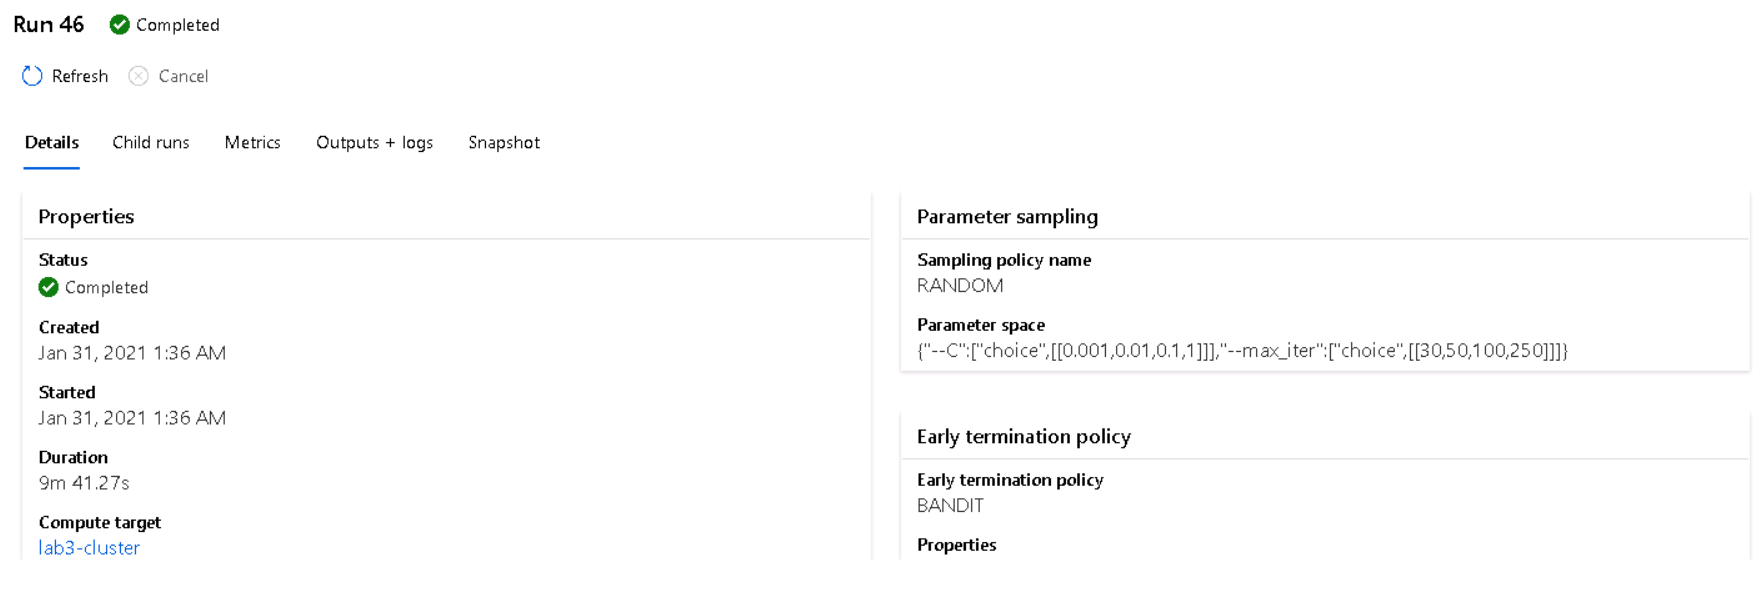 Run 46 Completed
Refresh Cancel
Details Child runs Metrics Outputs + logs Snapshot
Properties
Status
Completed
Created
Jan 31, 2021 1:36 AM
Started
Jan 31, 2021 1:36 AM
Duration
9m 41.27s
Compute target
lab3-cluster
Parameter sampling
Sampling policy name
RANDOM
Parameter space
{"--C":["choice",[[0.001,0.01,0.1,1]]],"--max_iter":["choice",[[30,50,100,250]]]}
Early termination policy
Early termination policy
BANDIT
Properties